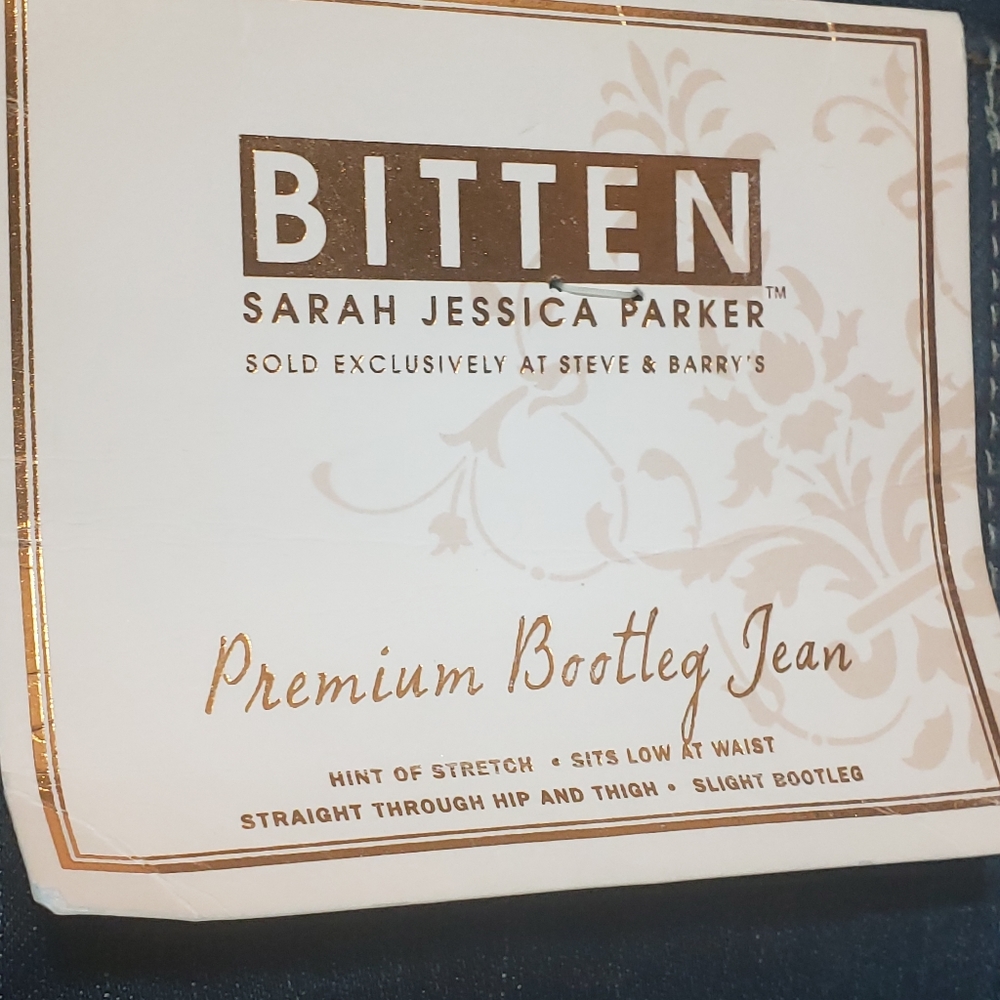 BITTEN
SARAH JESSICA PARKER™
SOLD EXCLUSIVELY AT STEVE & BARRY'S
Premium Bootleg Jean
HINT OF STRETCH • SITS LOW AT WAIST
STRAIGHT THROUGH HIP AND THIGH • SLIGHT BOOTLEG